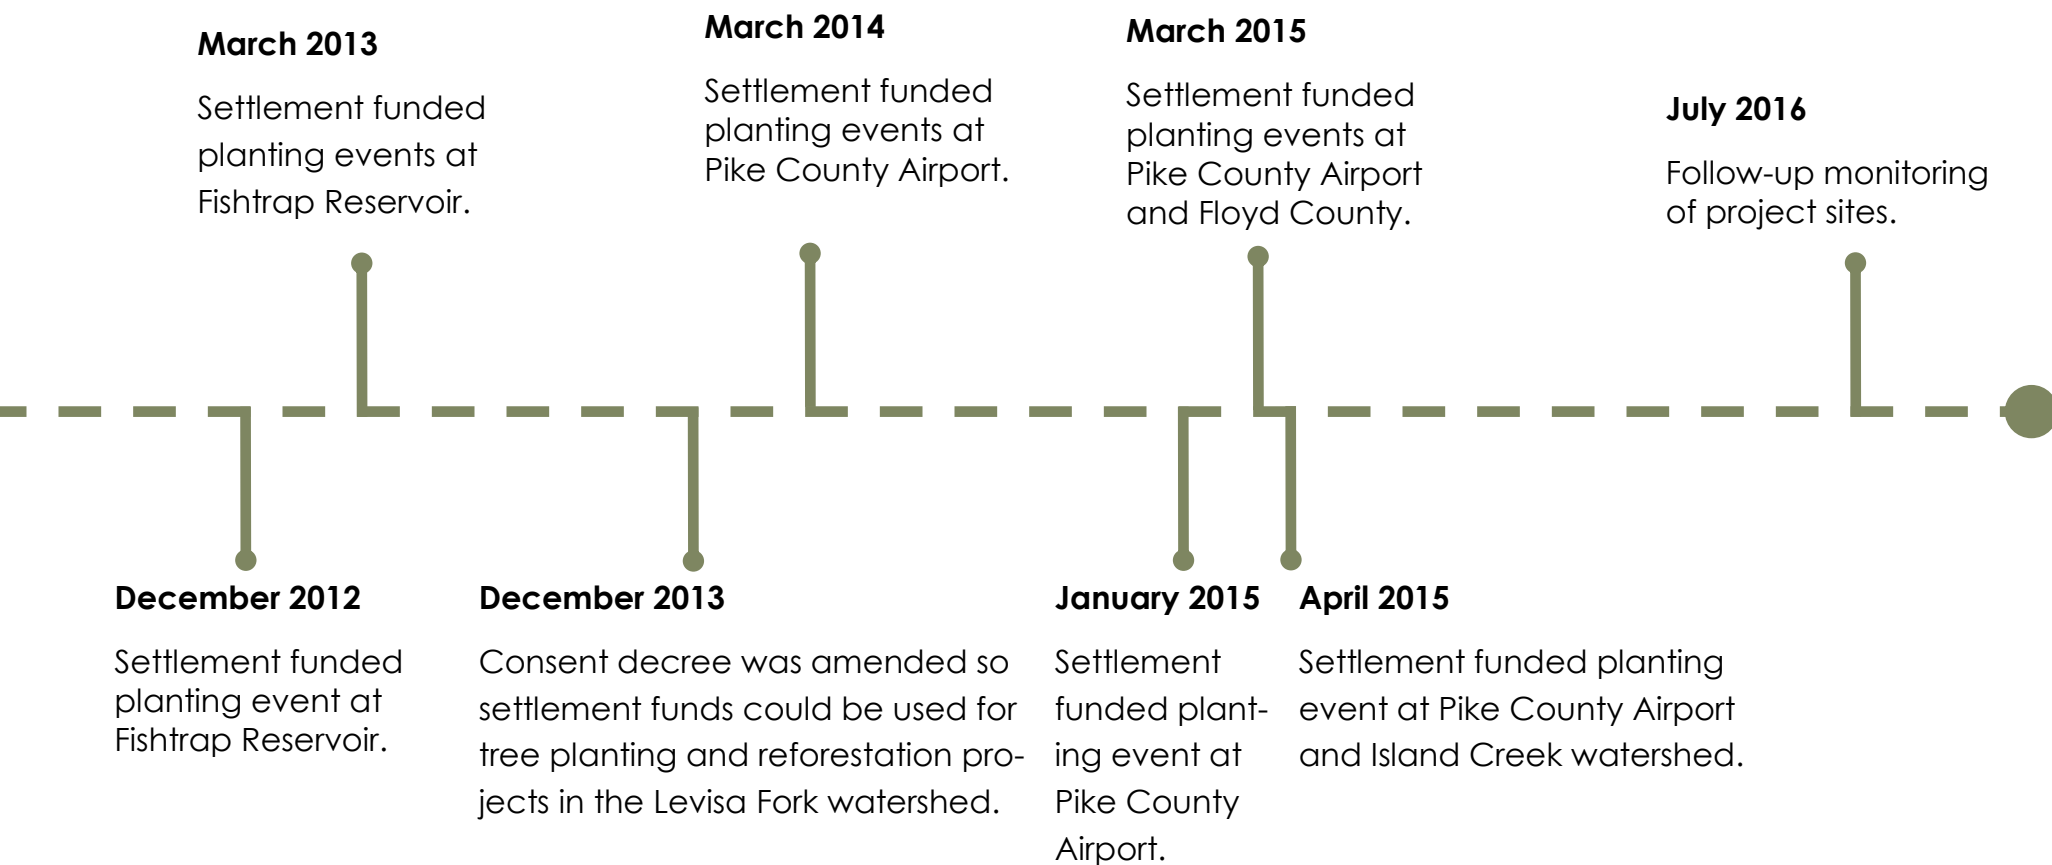 March 2013
Settlement funded
planting events at
Fishtrap Reservoir.
March 2014
Settlement funded
planting events at
Pike County Airport.
March 2015
Settlement funded
planting events at
Pike County Airport
and Floyd County.
July 2016
Follow-up monitoring
of project sites.
December 2012
Settlement funded
planting event at
Fishtrap Reservoir.
December 2013
Consent decree was amended so
settlement funds could be used for
tree planting and reforestation pro-
jects in the Levisa Fork watershed.
January 2015
Settlement
funded plant-
ing event at
Pike County
Airport.
April 2015
Settlement funded planting
event at Pike County Airport
and Island Creek watershed.